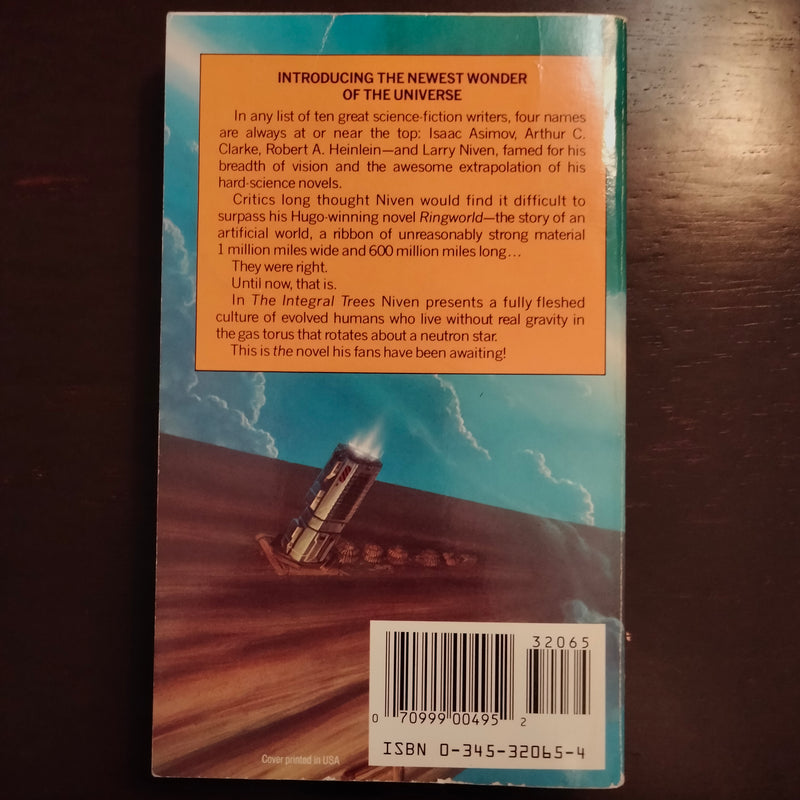 INTRODUCING THE NEWEST WONDER
OF THE UNIVERSE
In any list of ten great science-fiction writers, four names
are always at or near the top: Isaac Asimov, Arthur C.
Clarke, Robert A. Heinlein—and Larry Niven, famed for his
breadth of vision and the awesome extrapolation of his
hard-science novels.
Critics long thought Niven would find it difficult to
surpass his Hugo-winning novel Ringworld—the story of an
artificial world, a ribbon of unreasonably strong material
1 million miles wide and 600 million miles long...
They were right.
Until now, that is.
In The Integral Trees Niven presents a fully fleshed
culture of evolved humans who live without real gravity in
the gas torus that rotates about a neutron star.
This is the novel his fans have been awaiting!
32065
0 70999 00495 2
ISBN 0-345-32065-4
Cover printed in USA